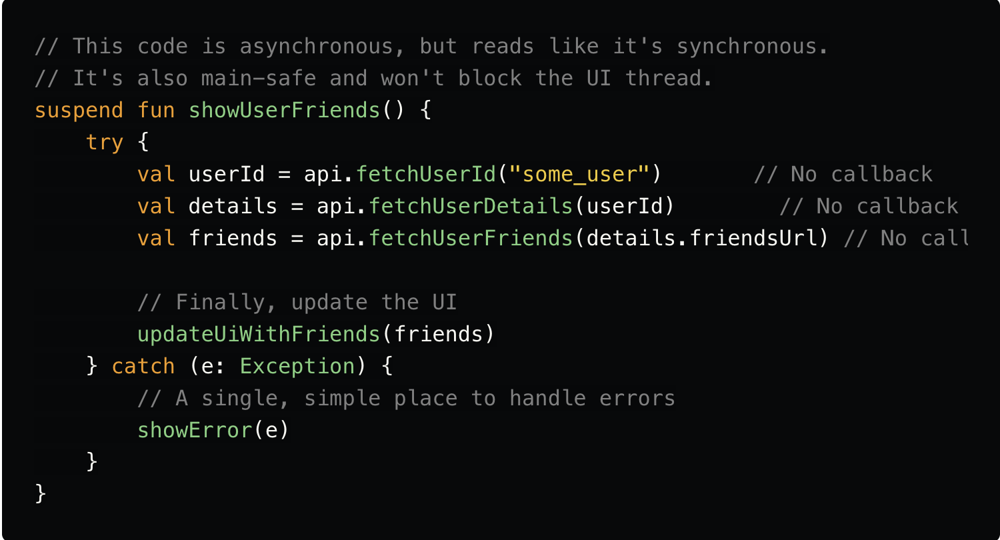 // This code is asynchronous, but reads like it's synchronous.
// It's also main-safe and won't block the UI thread.
suspend fun showUserFriends() {
    try {
        val userId = api.fetchUserId("some_user")       // No callback
        val details = api.fetchUserDetails(userId)        // No callback
        val friends = api.fetchUserFriends(details.friendsUrl) // No call

        // Finally, update the UI
        updateUiWithFriends(friends)
    } catch (e: Exception) {
        // A single, simple place to handle errors
        showError(e)
    }
}